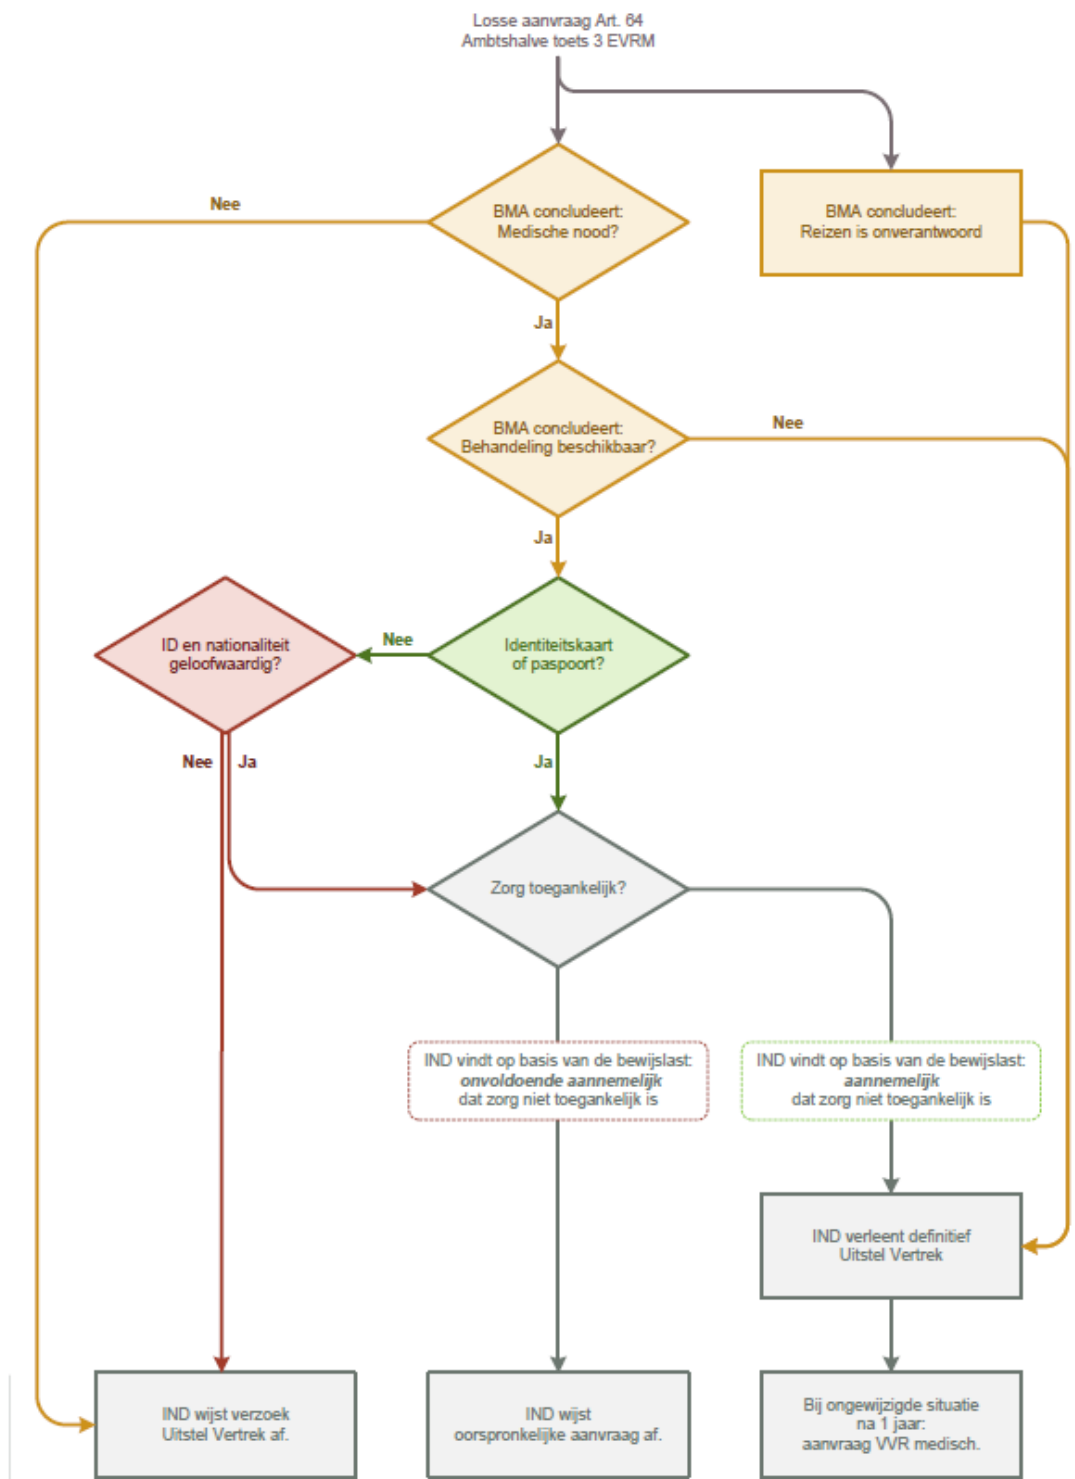 Losse aanvraag Art. 64
Ambtshalve toets 3 EVRM
Nee
BMA concludeert:
Medische nood?
BMA concludeert:
Reizen is onverantwoord
Ja
BMA concludeert:
Behandeling beschikbaar?
Nee
Ja
ID en nationaliteit
geloofwaardig?
Nee
Identiteitskaart
of paspoort?
Nee
Ja
Ja
Zorg toegankelijk?
IND vindt op basis van de bewijslast:
onvoldoende aannemelijk
dat zorg niet toegankelijk is
IND vindt op basis van de bewijslast:
aannemelijk
dat zorg niet toegankelijk is
IND verleent definitief
Uitstel Vertrek
IND wijst verzoek
Uitstel Vertrek af.
IND wijst
oorspronkelijke aanvraag af.
Bij ongewijzigde situatie
na 1 jaar:
aanvraag VVR medisch.